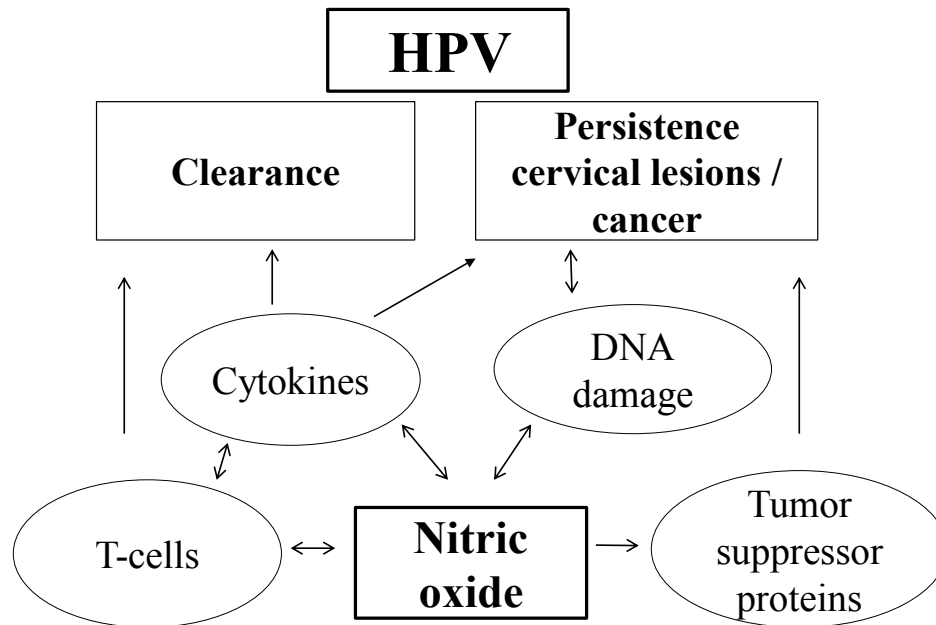 HPV
Clearance
Persistence
cervical lesions /
cancer
Cytokines
DNA
damage
T-cells
Nitric
oxide
Tumor
suppressor
proteins